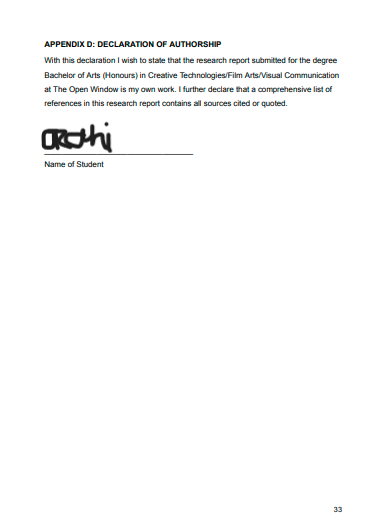 APPENDIX D: DECLARATION OF AUTHORSHIP
With this declaration I wish to state that the research report submitted for the degree
Bachelor of Arts (Honours) in Creative Technologies/Film Arts/Visual Communication
at The Open Window is my own work. I further declare that a comprehensive list of
references in this research report contains all sources cited or quoted.
Name of Student
33